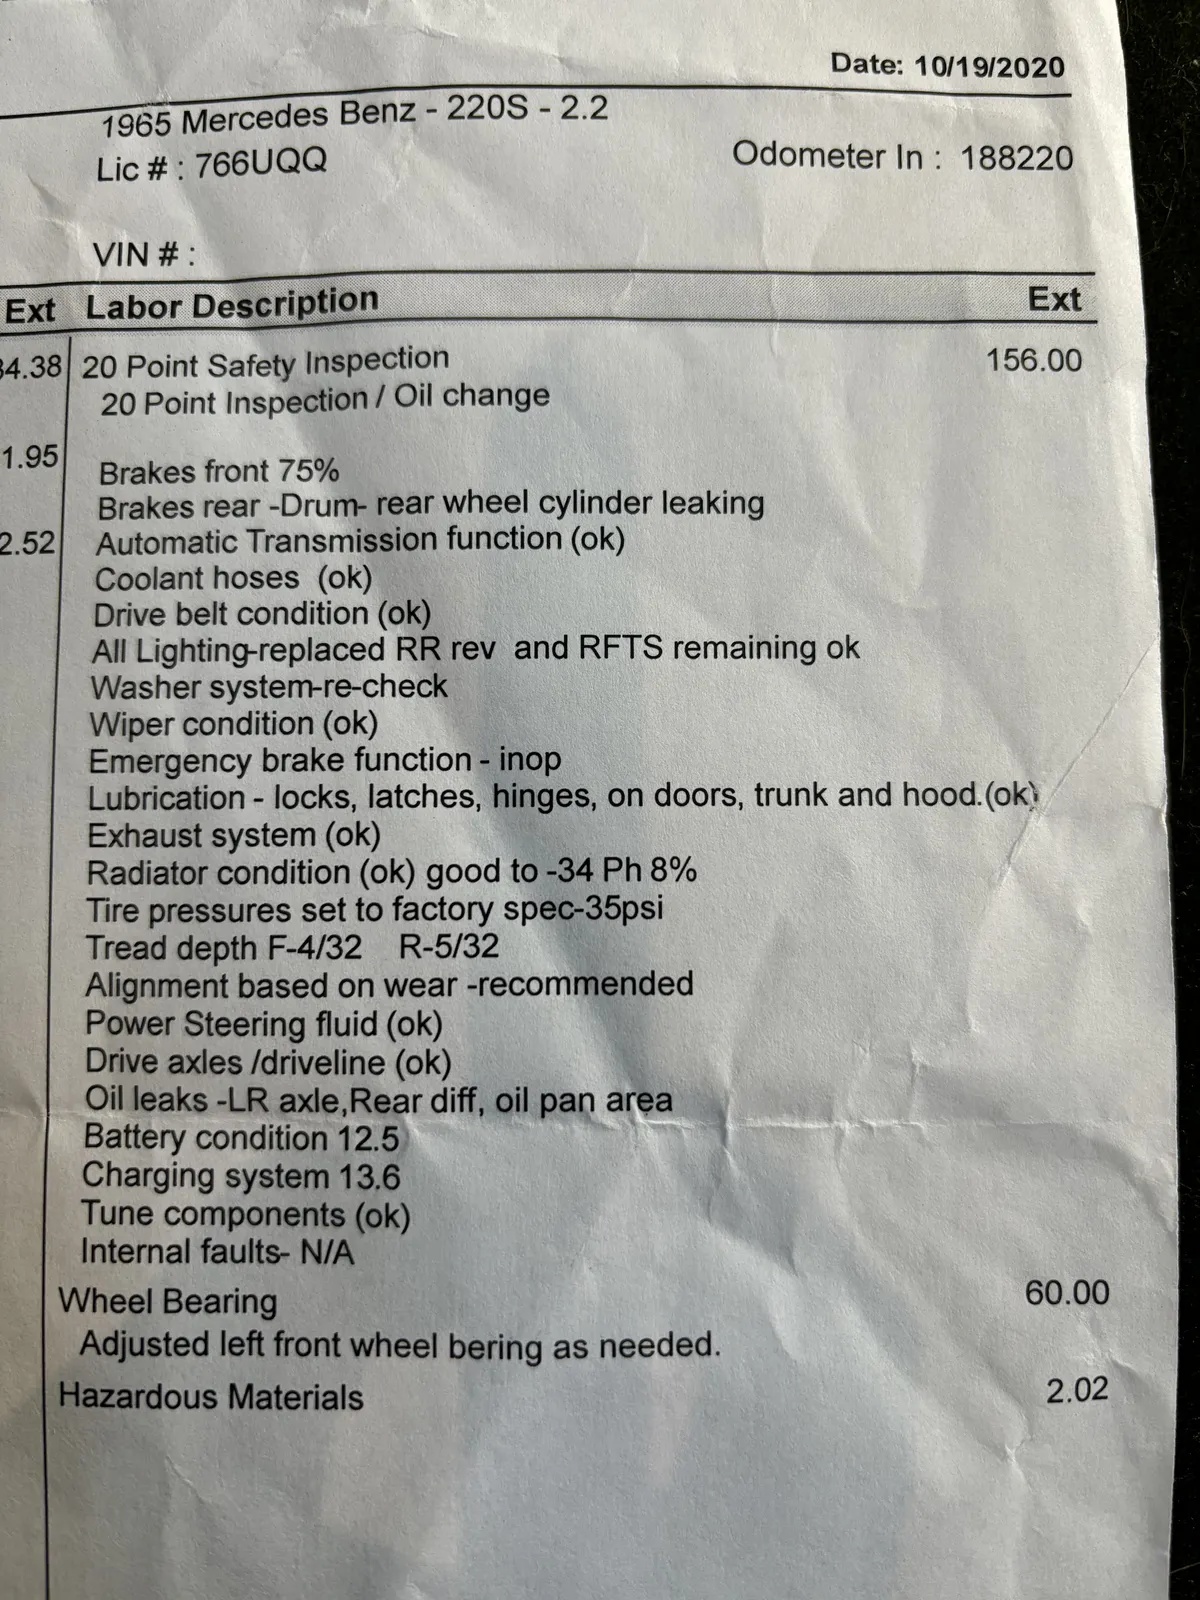 Date: 10/19/2020
1965 Mercedes Benz - 220S - 2.2
Lic # : 766UQQ
Odometer In : 188220
VIN # :
Ext Labor Description Ext
4.38 20 Point Safety Inspection 156.00
20 Point Inspection / Oil change
1.95
Brakes front 75%
Brakes rear -Drum- rear wheel cylinder leaking
2.52 Automatic Transmission function (ok)
Coolant hoses (ok)
Drive belt condition (ok)
All Lighting-replaced RR rev and RFTS remaining ok
Washer system-re-check
Wiper condition (ok)
Emergency brake function - inop
Lubrication - locks, latches, hinges, on doors, trunk and hood.(ok)
Exhaust system (ok)
Radiator condition (ok) good to -34 Ph 8%
Tire pressures set to factory spec-35psi
Tread depth F-4/32 R-5/32
Alignment based on wear -recommended
Power Steering fluid (ok)
Drive axles /driveline (ok)
Oil leaks -LR axle,Rear diff, oil pan area
Battery condition 12.5
Charging system 13.6
Tune components (ok)
Internal faults- N/A
Wheel Bearing 60.00
Adjusted left front wheel bering as needed.
Hazardous Materials 2.02